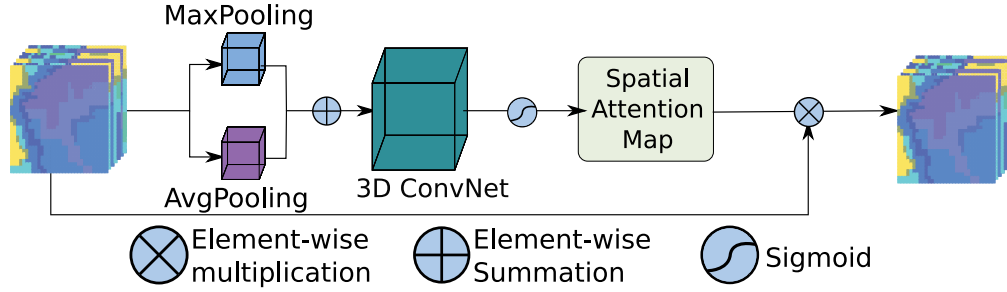 MaxPooling
AvgPooling
3D ConvNet
Spatial
Attention
Map
Element-wise
multiplication
Element-wise
Summation
Sigmoid